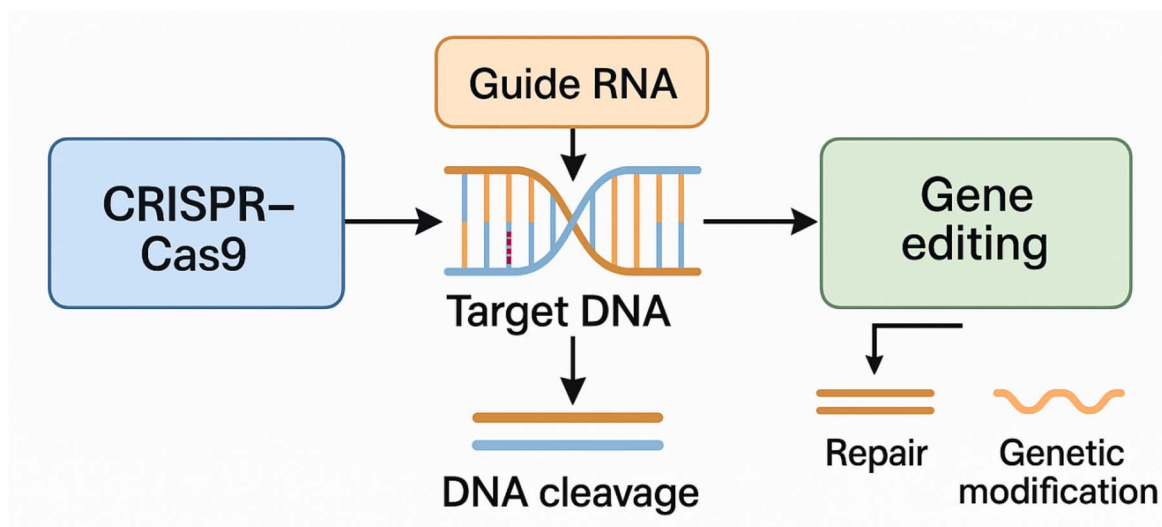 Guide RNA
CRISPR–
Cas9
Target DNA
DNA cleavage
Gene
editing
Repair
Genetic
modification